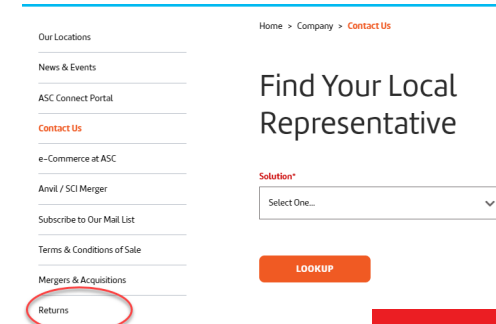 Our Locations
News & Events
ASC Connect Portal
Contact Us
e-Commerce at ASC
Anvil / SCI Merger
Subscribe to Our Mail List
Terms & Conditions of Sale
Mergers & Acquisitions
Returns
Home > Company > Contact Us
Find Your Local
Representative
Solution*
Select One...
LOOKUP